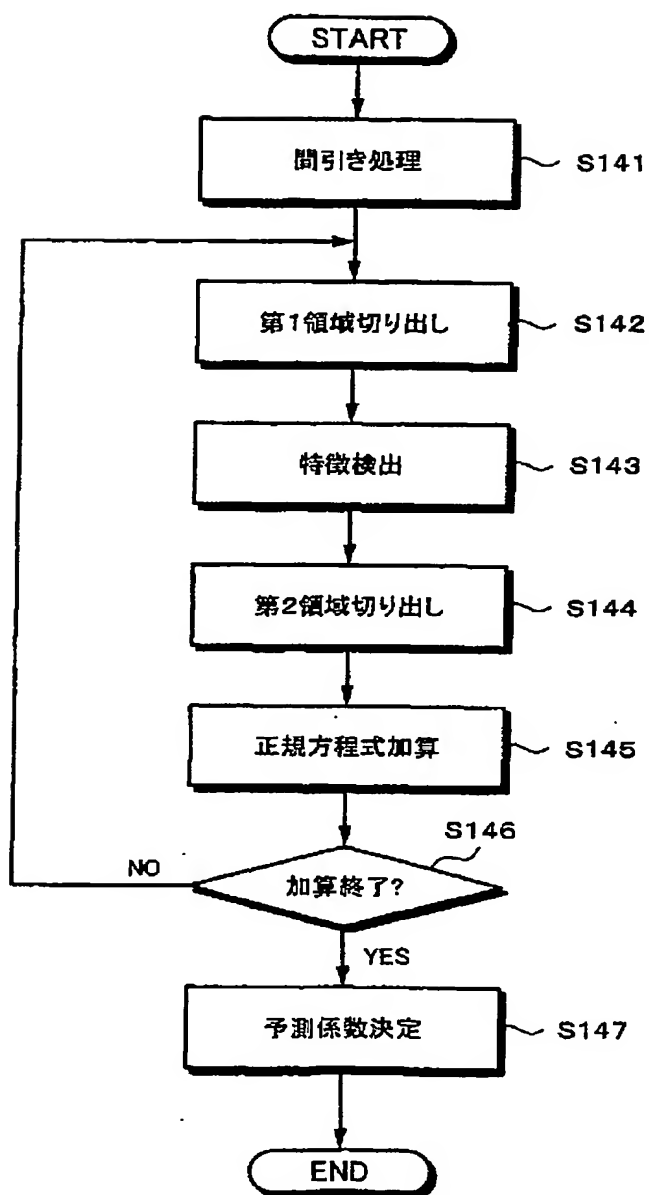 START
間引き処理
S141
第1領域切り出し
S142
特徴検出
S143
第2領域切り出し
S144
正規方程式加算
S145
S146
NO
加算終了?
YES
予測係数決定
S147
END